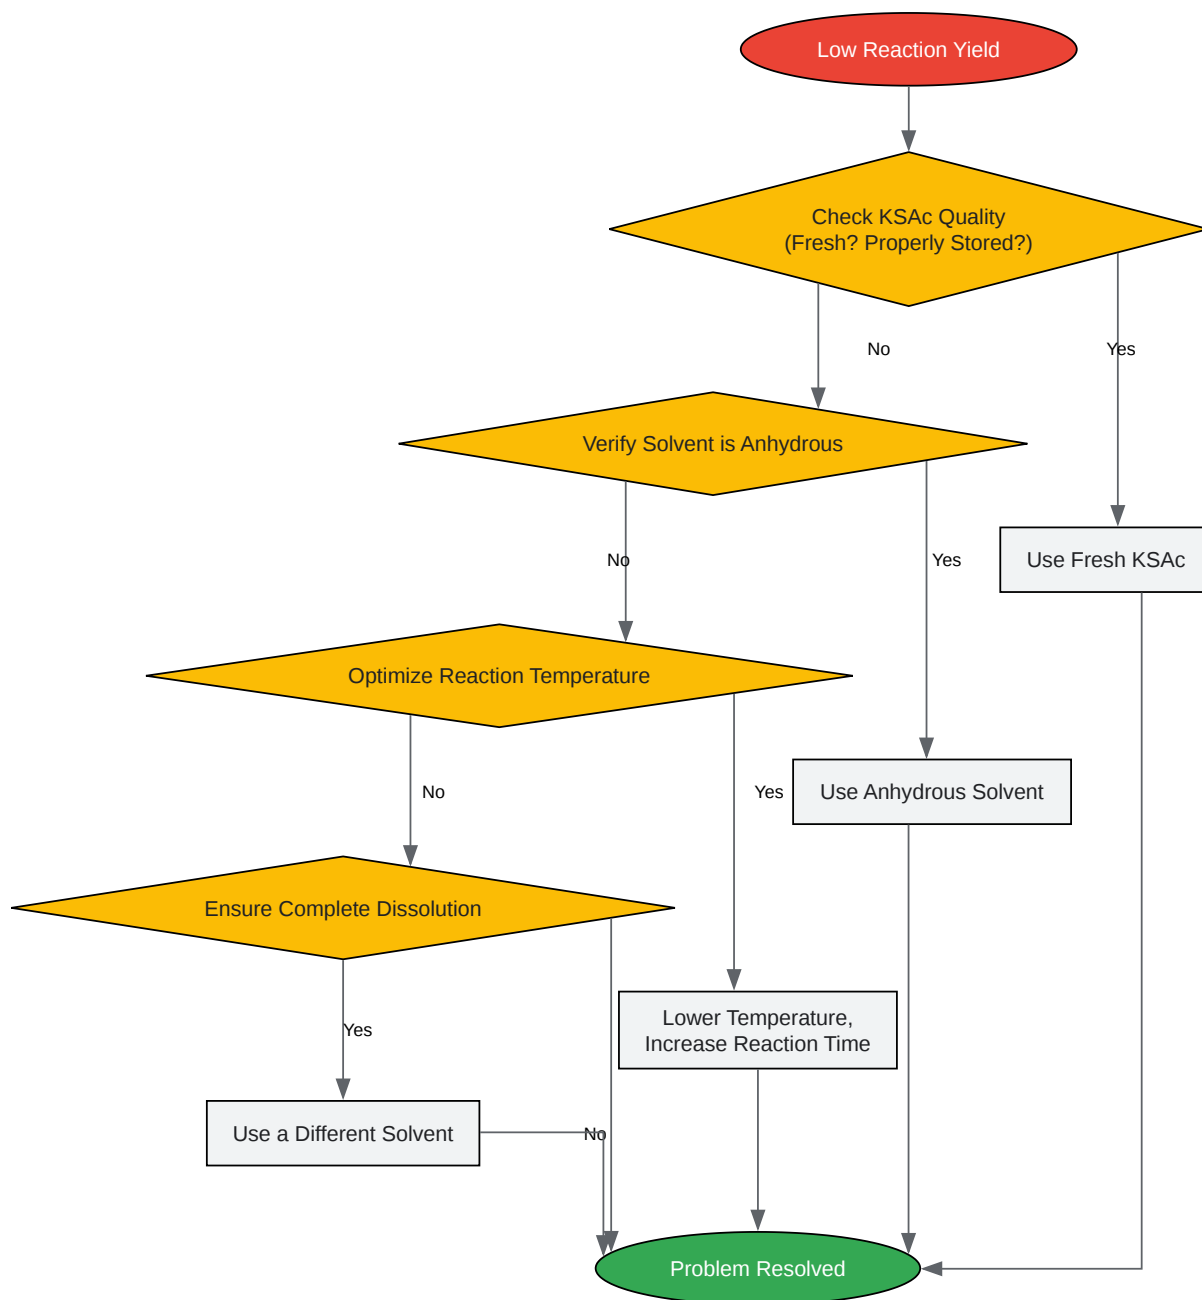 Low Reaction Yield
Check KSAc Quality
(Fresh? Properly Stored?)
No
Yes
Verify Solvent is Anhydrous
No
Yes
Use Fresh KSAc
Optimize Reaction Temperature
No
Yes
Use Anhydrous Solvent
Ensure Complete Dissolution
Lower Temperature,
Increase Reaction Time
Yes
Use a Different Solvent
No
Problem Resolved